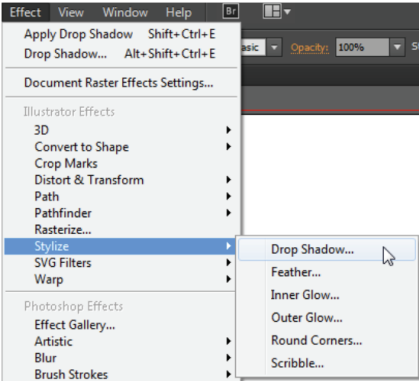 Effect View Window Help Br
Apply Drop Shadow Shift+Ctrl+E
Drop Shadow... Alt+Shift+Ctrl+E
asic Opacity: 100%
Document Raster Effects Settings...
Illustrator Effects
3D
Convert to Shape
Crop Marks
Distort & Transform
Path
Pathfinder
Rasterize...
Stylize
SVG Filters
Warp
Drop Shadow...
Feather...
Inner Glow...
Outer Glow...
Round Corners...
Scribble...
Photoshop Effects
Effect Gallery...
Artistic
Blur
Brush Strokes